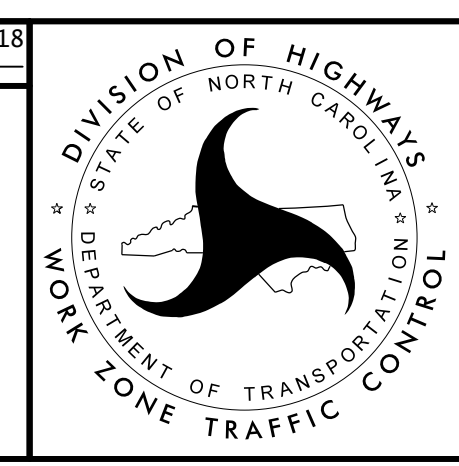 18
DIVISION OF HIGHWAYS
STATE OF NORTH CAROLINA
DEPARTMENT OF TRANSPORTATION
WORK ZONE TRAFFIC CONTROL